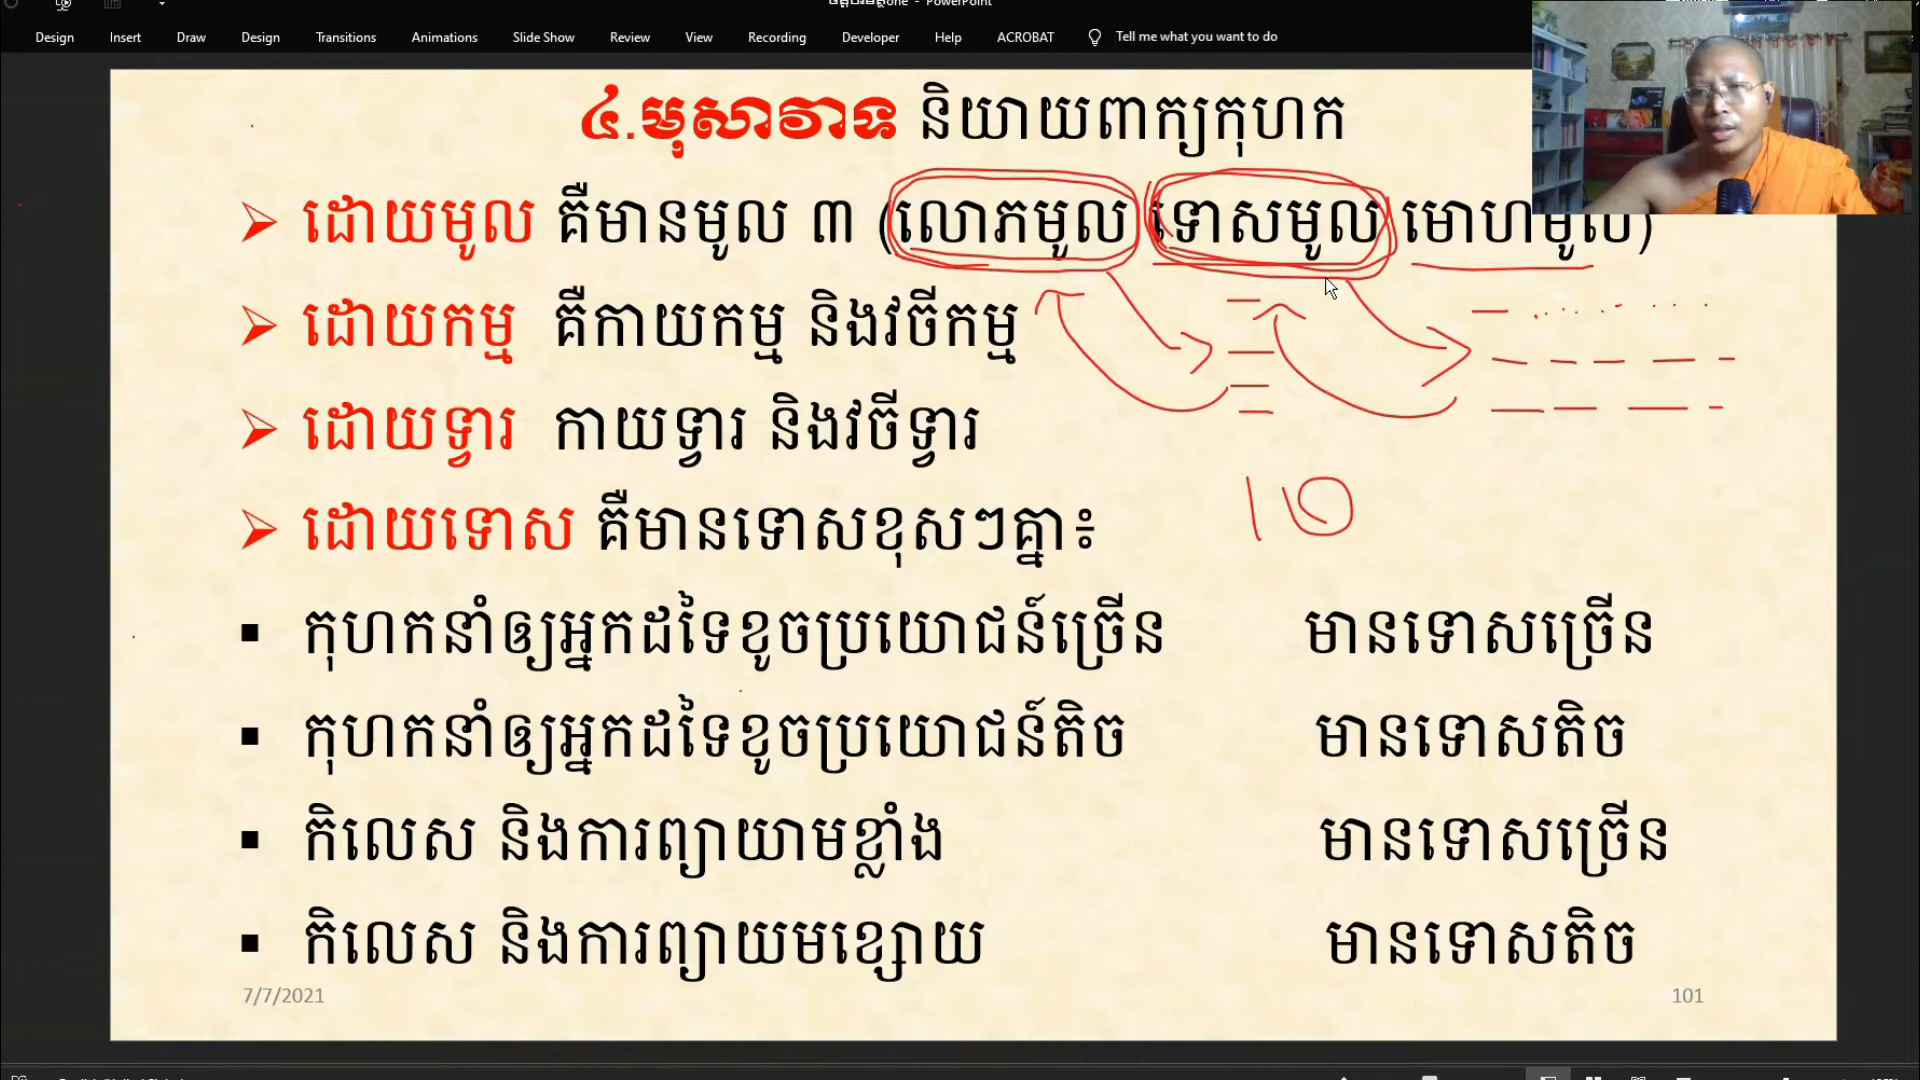 PowerPoint
Design Insert Draw Design Transitions Animations Slide Show Review View Recording Developer Help ACROBAT Tell me what you want to do
៤.មុសាវាទ និយាយពាក្យកុហក
ដោយមូល គឺមានមូល ៣ (លោភមូល ទោសមូល មោហមូល)
ដោយកម្ម គឺកាយកម្ម និងវចីកម្ម
ដោយទ្វារ កាយទ្វារ និងវចីទ្វារ
10
ដោយទោស គឺមានទោសខុសៗគ្នា៖
កុហកនាំឲ្យអ្នកដទៃខូចប្រយោជន៍ច្រើន មានទោសច្រើន
កុហកនាំឲ្យអ្នកដទៃខូចប្រយោជន៍តិច មានទោសតិច
កិលេស និងការព្យាយាមខ្លាំង មានទោសច្រើន
កិលេស និងការព្យាយមខ្សោយ មានទោសតិច
7/7/2021 101